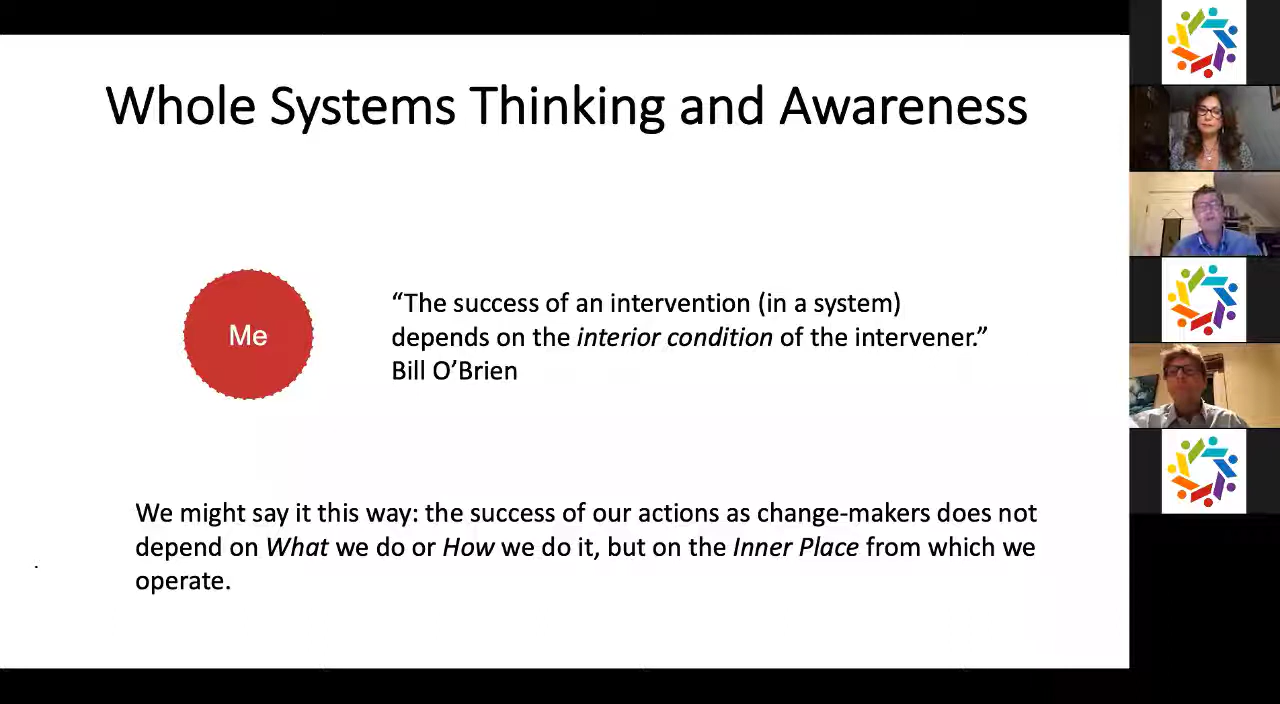 Whole Systems Thinking and Awareness
Me
“The success of an intervention (in a system)
depends on the interior condition of the intervener.”
Bill O’Brien
We might say it this way: the success of our actions as change-makers does not
depend on What we do or How we do it, but on the Inner Place from which we
operate.